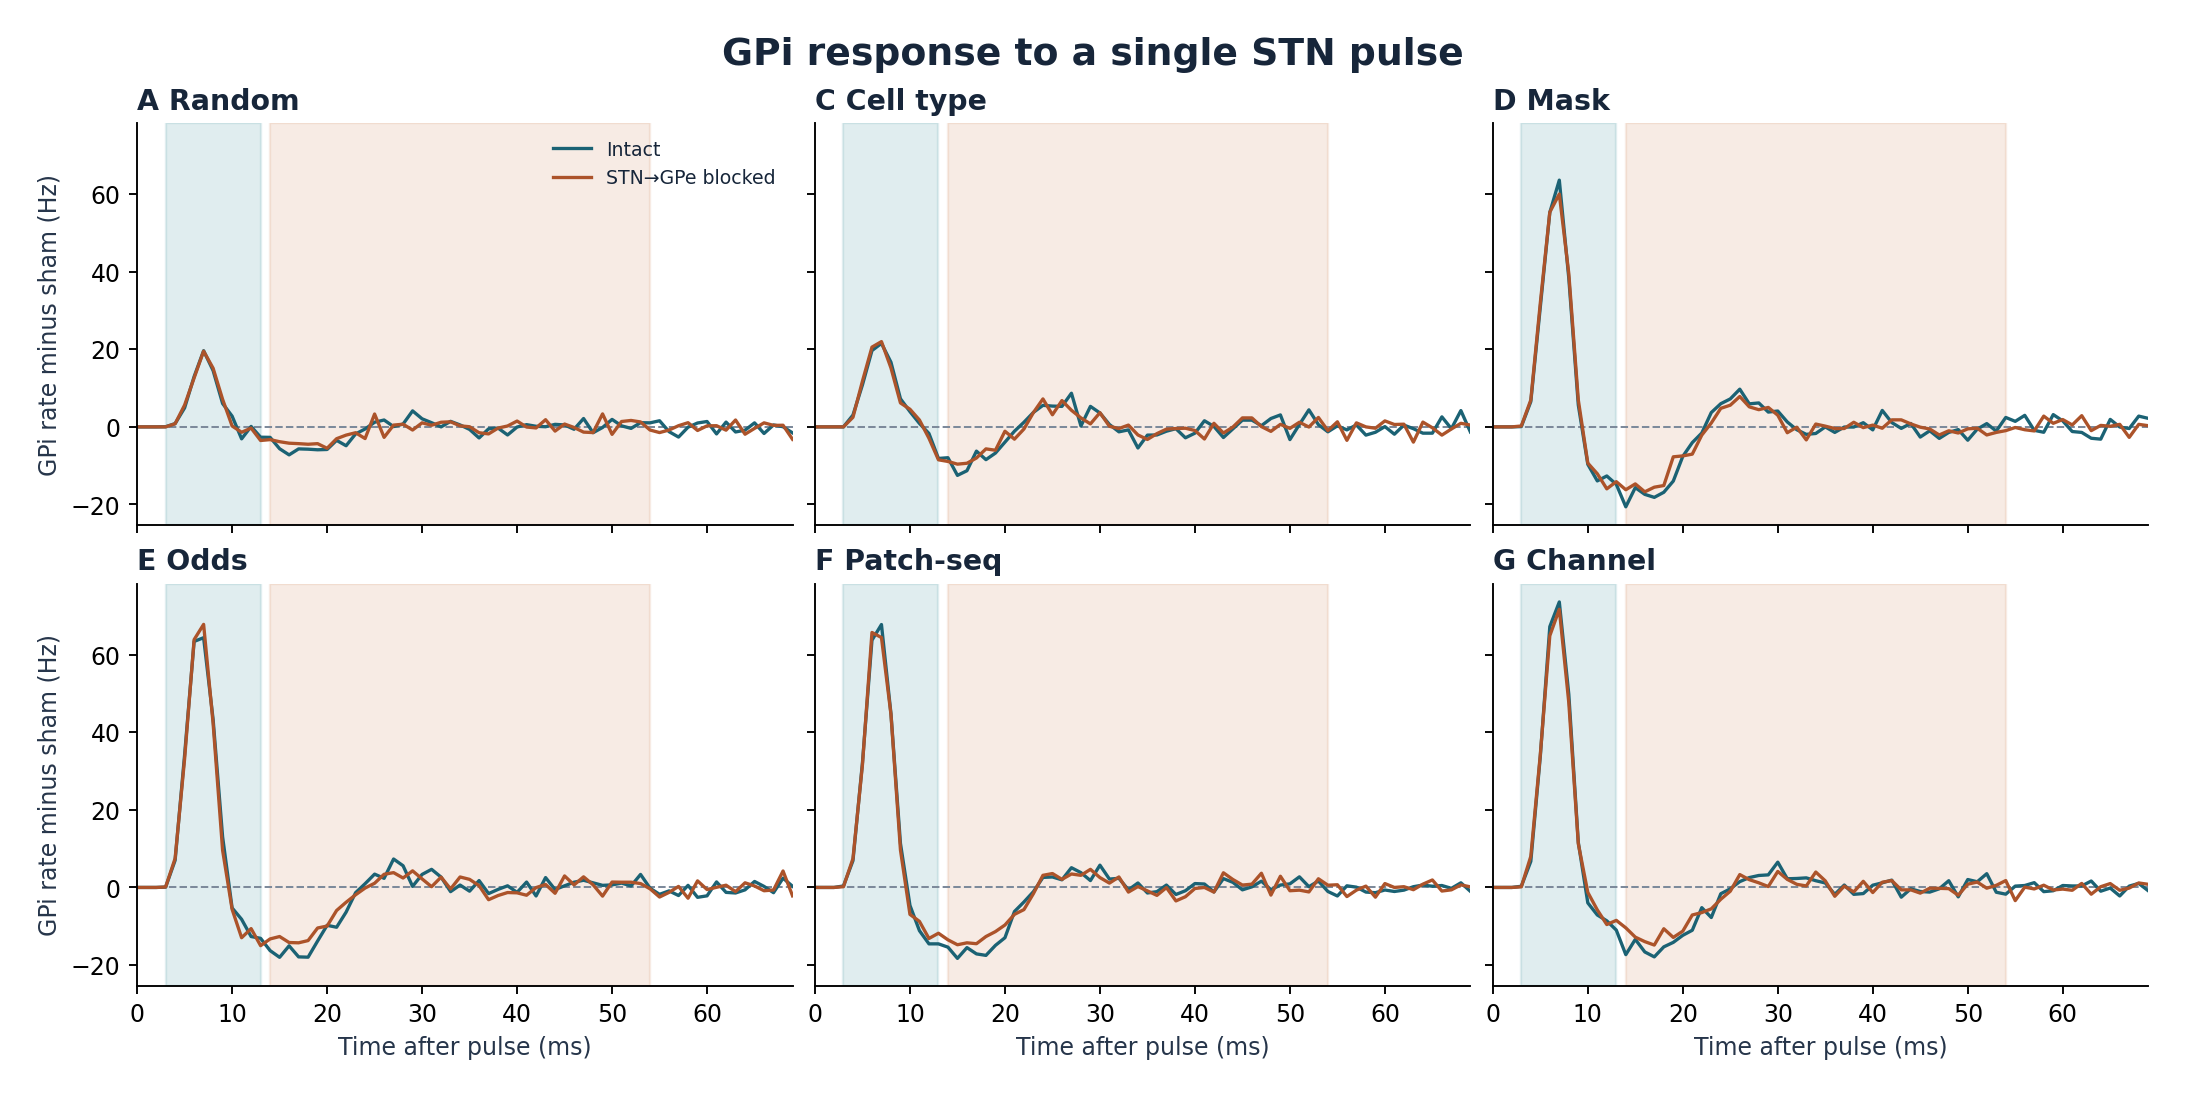 GPi response to a single STN pulse
A Random
C Cell type
D Mask
GPi rate minus sham (Hz)
60
40
20
0
−20
Intact
STN→GPe blocked
E Odds
F Patch-seq
G Channel
GPi rate minus sham (Hz)
60
40
20
0
−20
0 10 20 30 40 50 60
0 10 20 30 40 50 60
0 10 20 30 40 50 60
Time after pulse (ms)
Time after pulse (ms)
Time after pulse (ms)